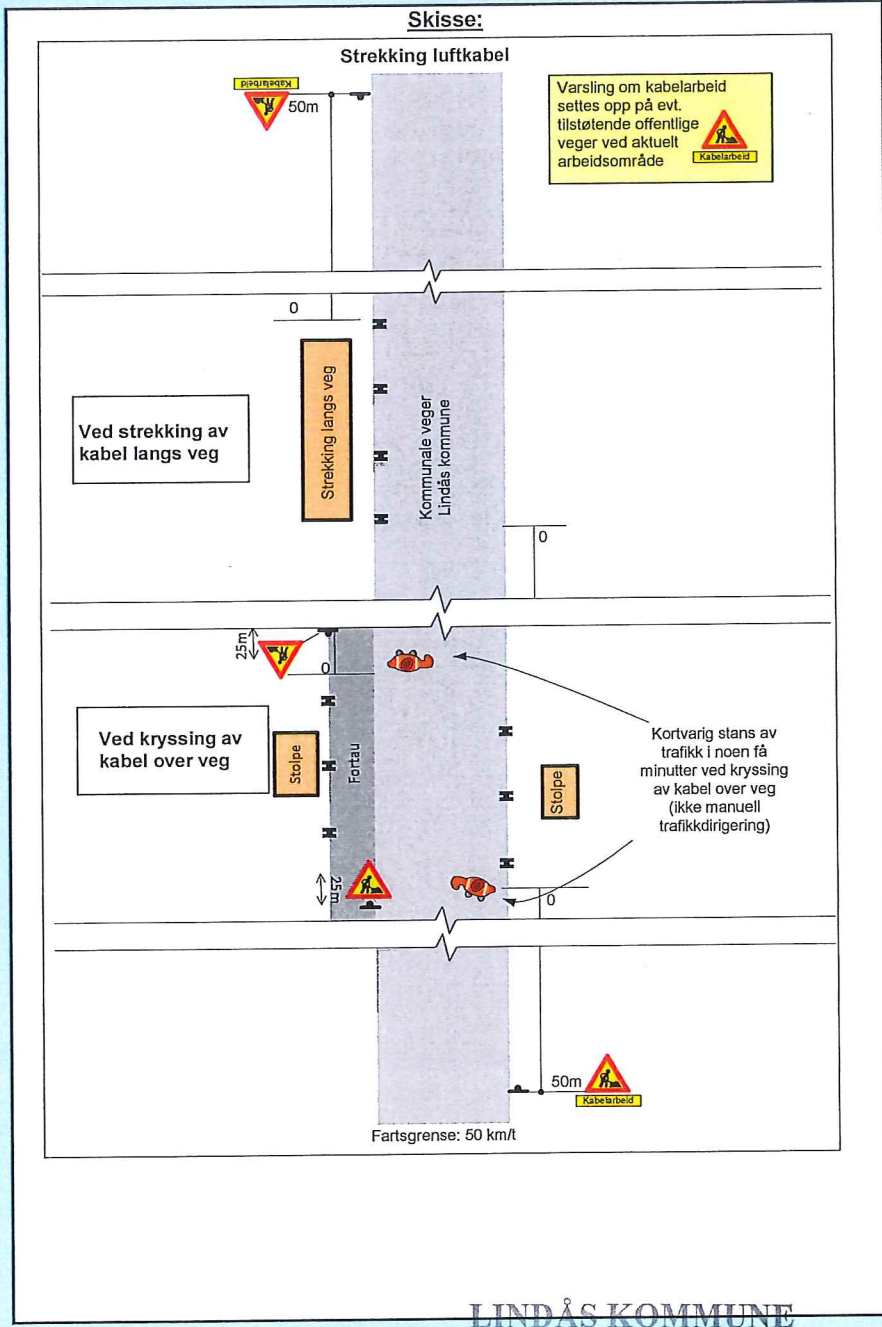 Skisse:
Strekking luftkabel
Kabelarbeid
50m
Varsling om kabelarbeid
settes opp på evt.
tilstøtende offentlige
veger ved aktuelt
arbeidsområde
Kabelarbeid
0
Ved strekking av
kabel langs veg
Strekking langs veg
Kommunale veger
Lindås kommune
0
25m
0
Ved kryssing av
kabel over veg
Stolpe
Fortau
Stolpe
Kortvarig stans av
trafikk i noen få
minutter ved kryssing
av kabel over veg
(ikke manuell
trafikkdirigering)
25m
0
50m
Kabelarbeid
Fartsgrense: 50 km/t
LINDÅS KOMMUNE